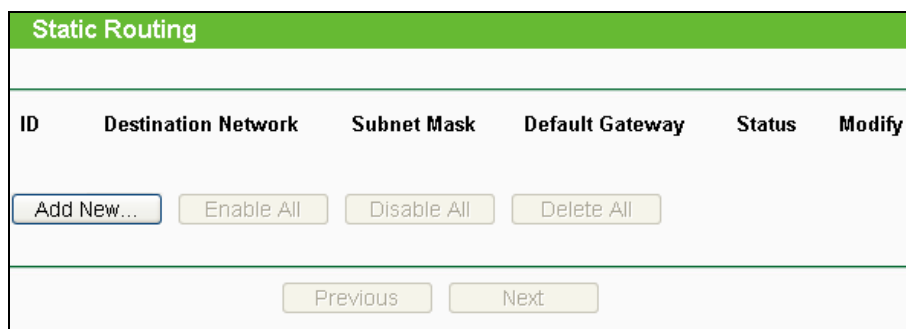 Static Routing
ID Destination Network Subnet Mask Default Gateway Status Modify
Add New... Enable All Disable All Delete All
Previous Next